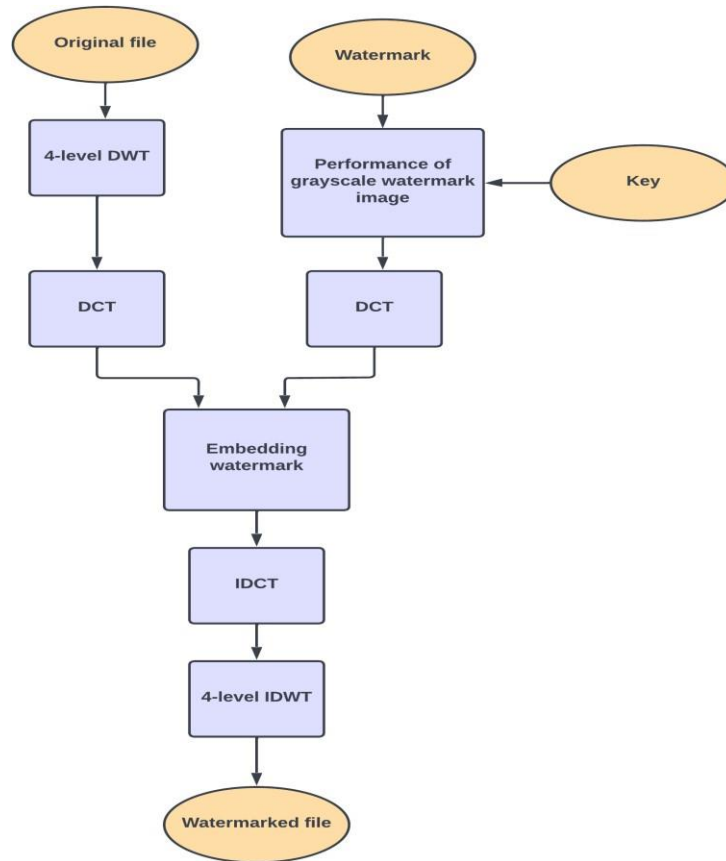 Original file
Watermark
4-level DWT
Performance of
grayscale watermark
image
Key
DCT
DCT
Embedding
watermark
IDCT
4-level IDWT
Watermarked file